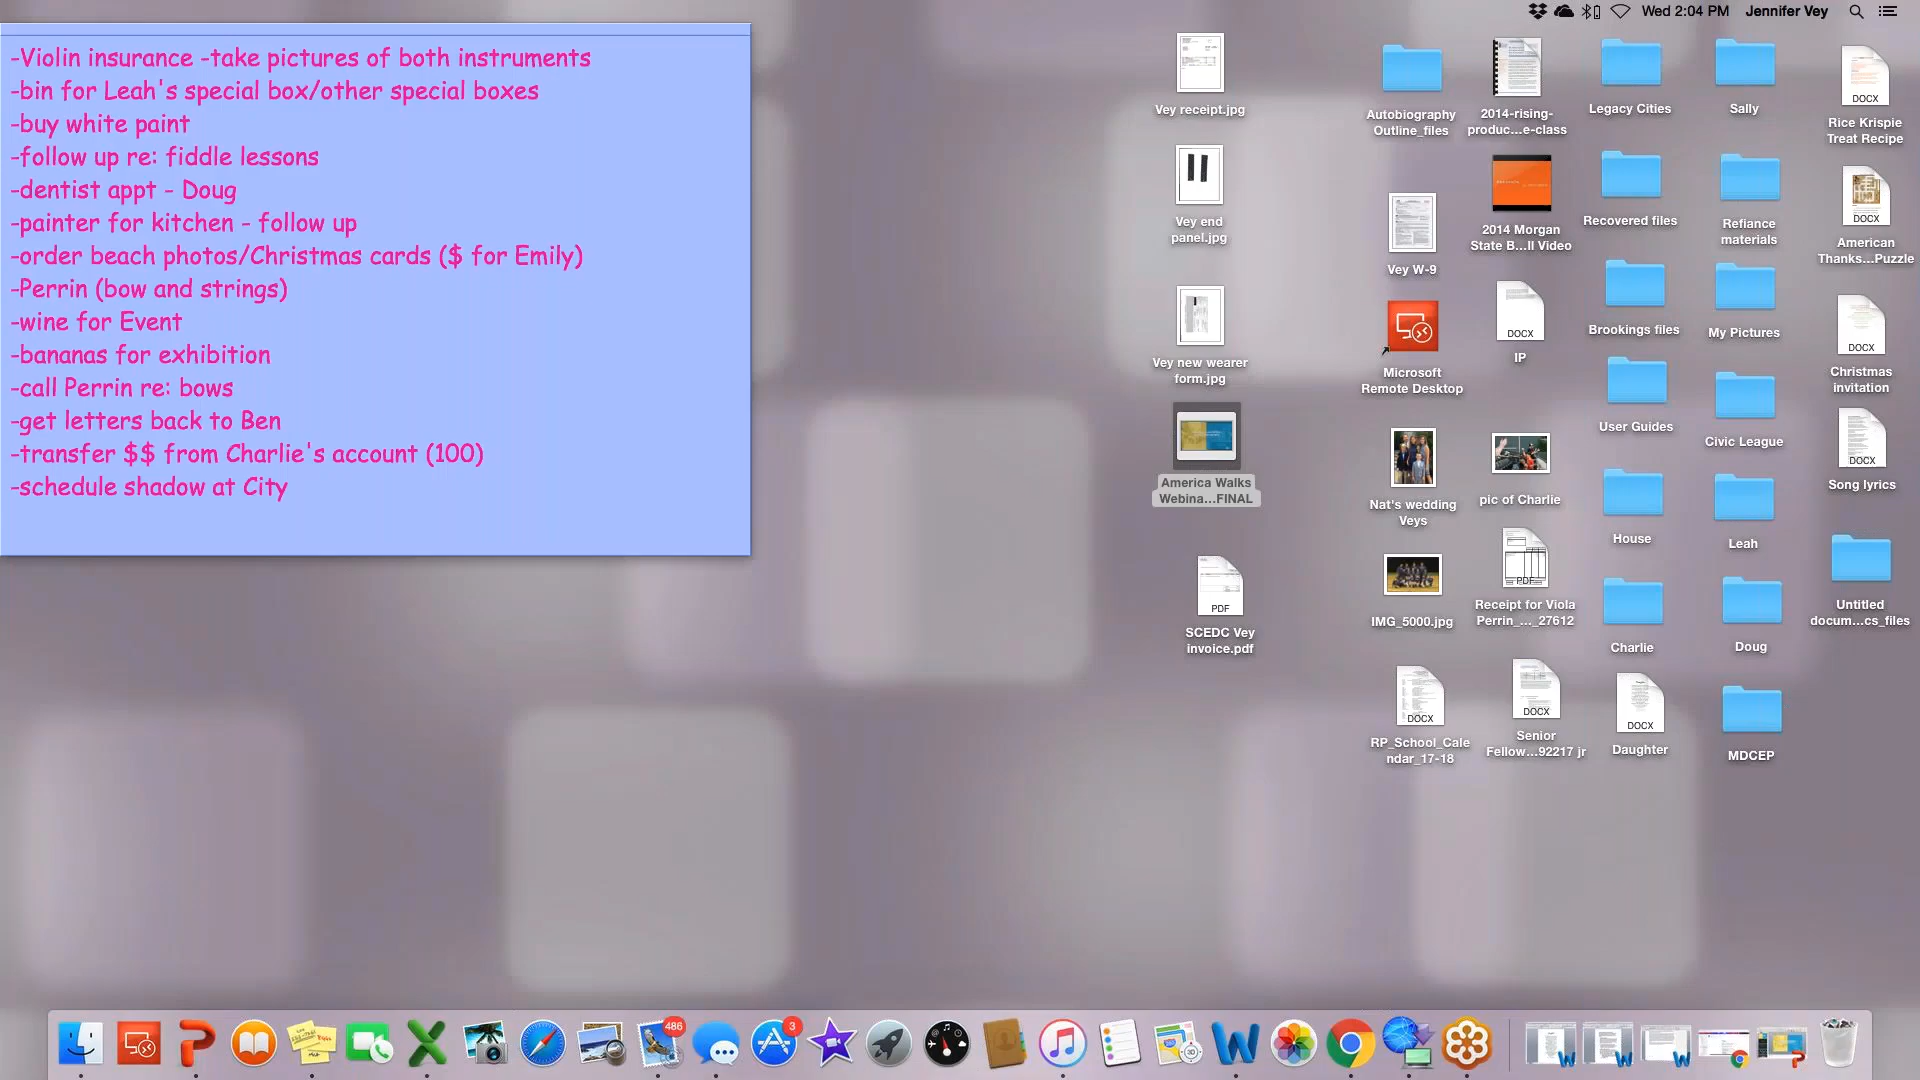 Wed 2:04 PM Jennifer Vey
-Violin insurance -take pictures of both instruments
-bin for Leah's special box/other special boxes
-buy white paint
-follow up re: fiddle lessons
-dentist appt - Doug
-painter for kitchen - follow up
-order beach photos/Christmas cards ($ for Emily)
-Perrin (bow and strings)
-wine for Event
-bananas for exhibition
-call Perrin re: bows
-get letters back to Ben
-transfer $$ from Charlie's account (100)
-schedule shadow at City
Vey receipt.jpg
Vey end
panel.jpg
Vey new wearer
form.jpg
America Walks
Webina...FINAL
PDF
SCEDC Vey
invoice.pdf
Autobiography
Outline_files
Vey W-9
Microsoft
Remote Desktop
Nat's wedding
Veys
IMG_5000.jpg
DOCX
RP_School_Cale
ndar_17-18
2014-rising-
produc...e-class
2014 Morgan
State B...ll Video
DOCX
IP
pic of Charlie
PDF
Receipt for Viola
Perrin_..._27612
DOCX
Senior
Fellow...92217 jr
Legacy Cities
Recovered files
Brookings files
User Guides
House
Charlie
DOCX
Daughter
Sally
Refiance
materials
My Pictures
Civic League
Leah
Doug
MDCEP
DOCX
Rice Krispie
Treat Recipe
DOCX
American
Thanks...Puzzle
DOCX
Christmas
invitation
DOCX
Song lyrics
Untitled
docum...cs_files
486
3